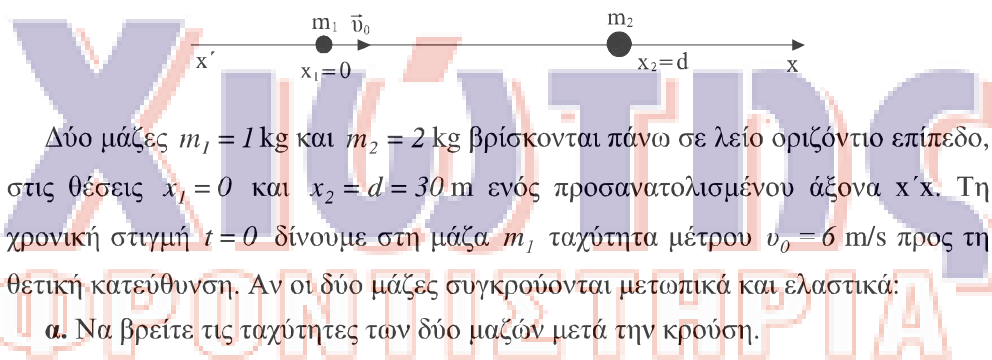 m₁ υ⃗₀ m₂
x΄ x₁=0 x₂=d x
Δύο μάζες m₁ = 1 kg και m₂ = 2 kg βρίσκονται πάνω σε λείο οριζόντιο επίπεδο,
στις θέσεις x₁ = 0 και x₂ = d = 30 m ενός προσανατολισμένου άξονα x΄x. Τη
χρονική στιγμή t = 0 δίνουμε στη μάζα m₁ ταχύτητα μέτρου υ₀ = 6 m/s προς τη
θετική κατεύθυνση. Αν οι δύο μάζες συγκρούονται μετωπικά και ελαστικά:
α. Να βρείτε τις ταχύτητες των δύο μαζών μετά την κρούση.
Χιώτης
ΦΡΟΝΤΙΣΤΗΡΙΑ